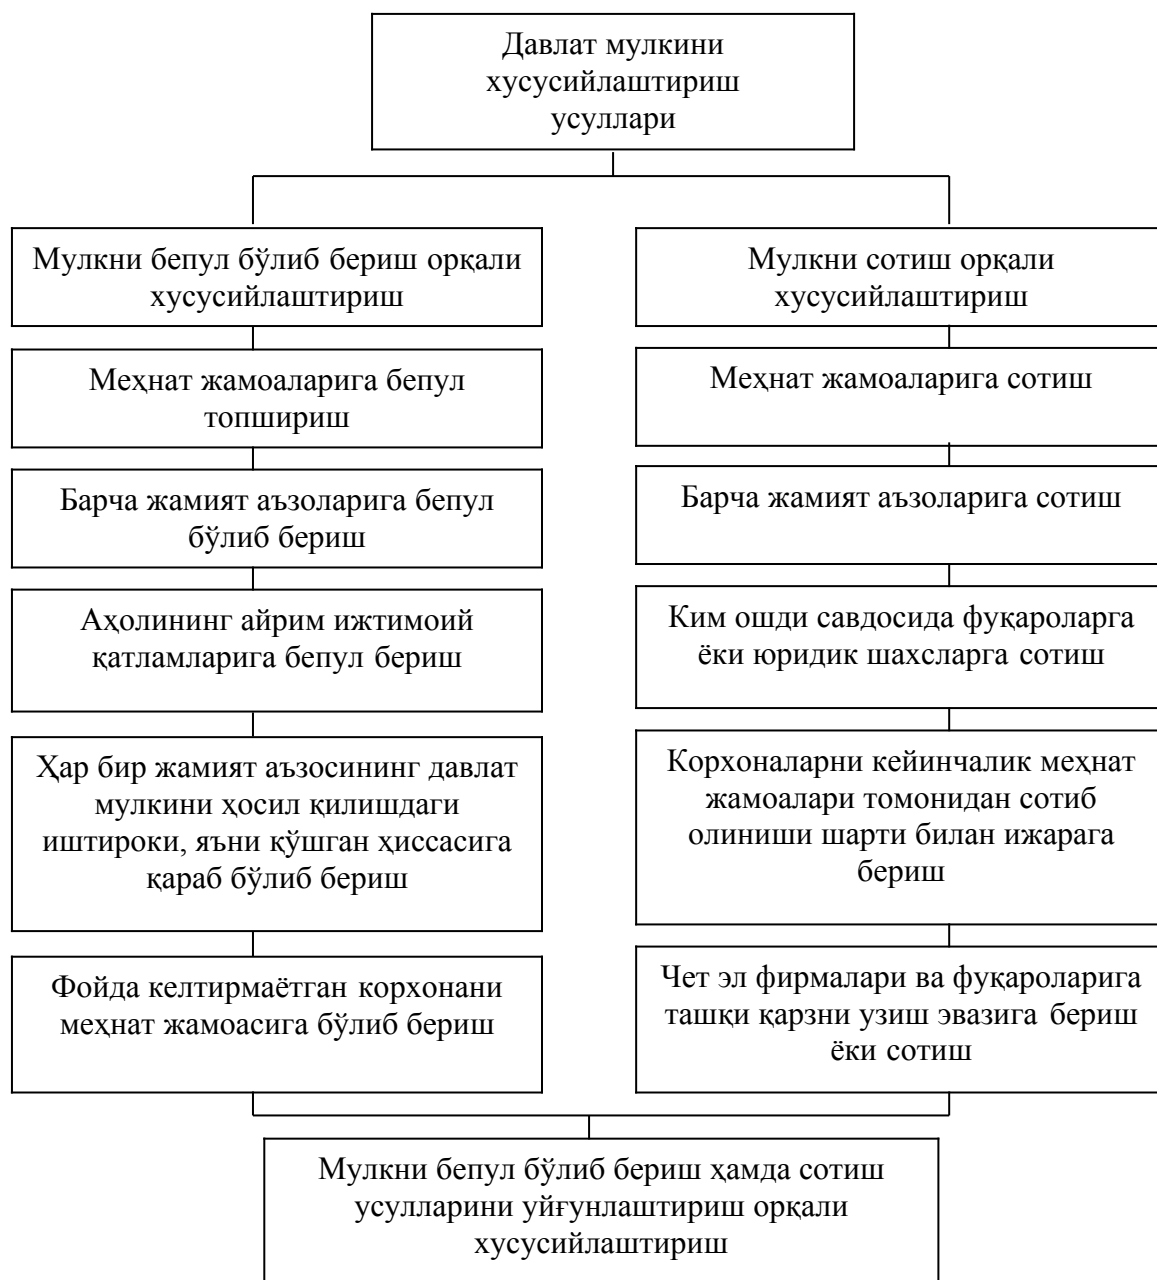 Давлат мулкини
хусусийлаштириш
усуллари
Мулкни бепул бўлиб бериш орқали
хусусийлаштириш
Меҳнат жамоаларига бепул
топшириш
Барча жамият аъзоларига бепул
бўлиб бериш
Аҳолининг айрим ижтимоий
қатламларига бепул бериш
Ҳар бир жамият аъзосининг давлат
мулкини ҳосил қилишдаги
иштироки, яъни қўшган ҳиссасига
қараб бўлиб бериш
Фойда келтирмаётган корхонани
меҳнат жамоасига бўлиб бериш
Мулкни сотиш орқали
хусусийлаштириш
Меҳнат жамоаларига сотиш
Барча жамият аъзоларига сотиш
Ким ошди савдосида фуқароларга
ёки юридик шахсларга сотиш
Корхоналарни кейинчалик меҳнат
жамоалари томонидан сотиб
олиниши шарти билан ижарага
бериш
Чет эл фирмалари ва фуқароларига
ташқи қарзни узиш эвазига бериш
ёки сотиш
Мулкни бепул бўлиб бериш ҳамда сотиш
усулларини уйғунлаштириш орқали
хусусийлаштириш